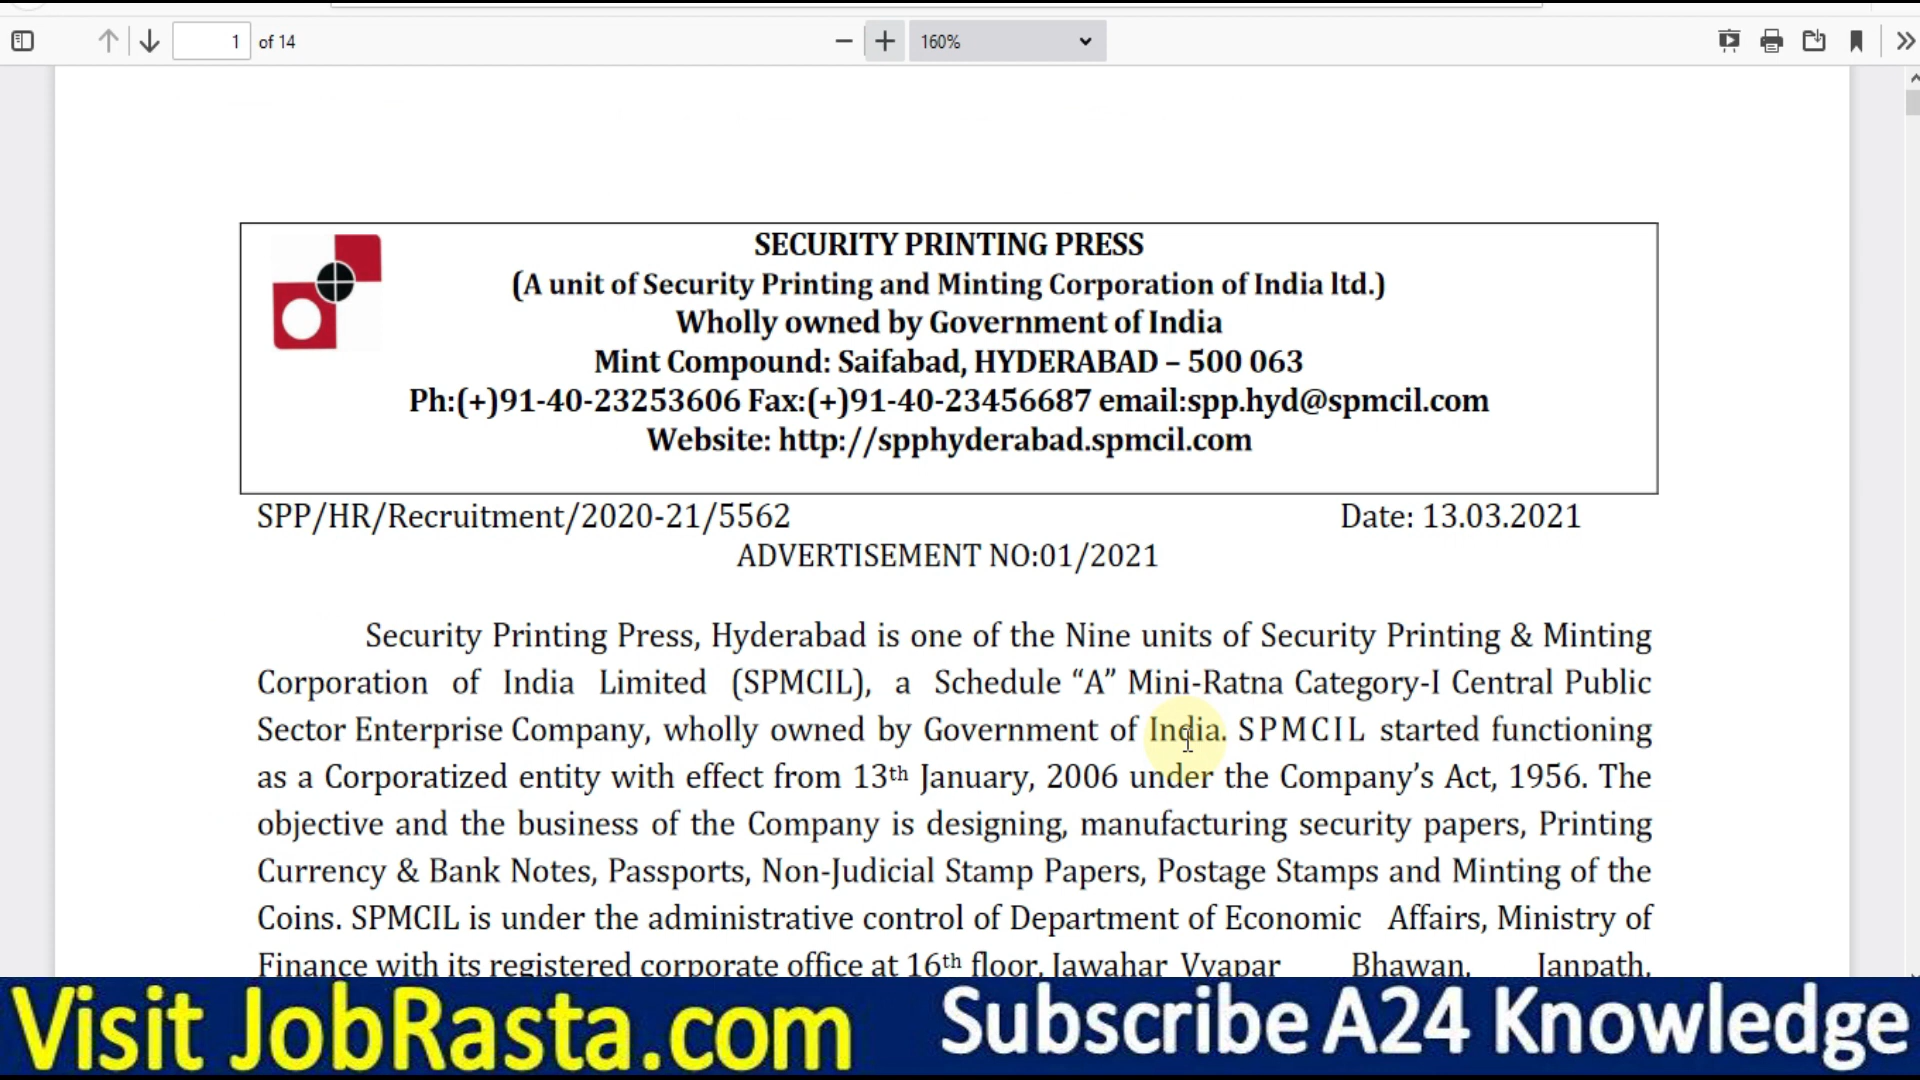 1 of 14
160%
SECURITY PRINTING PRESS
(A unit of Security Printing and Minting Corporation of India ltd.)
Wholly owned by Government of India
Mint Compound: Saifabad, HYDERABAD – 500 063
Ph:(+)91-40-23253606 Fax:(+)91-40-23456687 email:spp.hyd@spmcil.com
Website: http://spphyderabad.spmcil.com
SPP/HR/Recruitment/2020-21/5562 Date: 13.03.2021
ADVERTISEMENT NO:01/2021
Security Printing Press, Hyderabad is one of the Nine units of Security Printing & Minting
Corporation of India Limited (SPMCIL), a Schedule “A” Mini-Ratna Category-I Central Public
Sector Enterprise Company, wholly owned by Government of India. SPMCIL started functioning
as a Corporatized entity with effect from 13th January, 2006 under the Company’s Act, 1956. The
objective and the business of the Company is designing, manufacturing security papers, Printing
Currency & Bank Notes, Passports, Non-Judicial Stamp Papers, Postage Stamps and Minting of the
Coins. SPMCIL is under the administrative control of Department of Economic Affairs, Ministry of
Finance with its registered corporate office at 16th floor, Jawahar Vyapar Bhawan, Janpath,
Visit JobRasta.com Subscribe A24 Knowledge